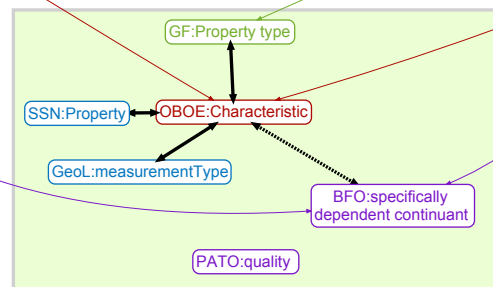 GF:Property type
SSN:Property
OBOE:Characteristic
GeoL:measurementType
BFO:specifically
dependent continuant
PATO:quality